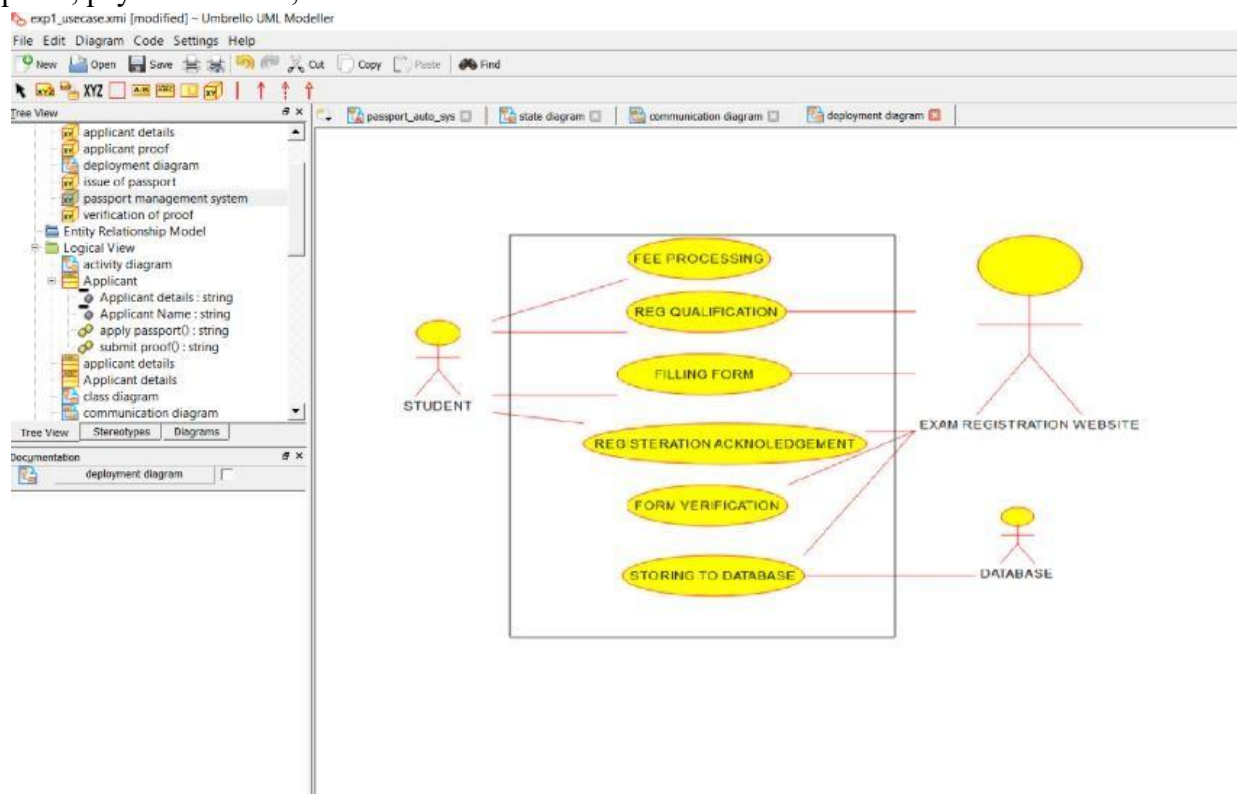 exp1_usecase.xmi [modified] – Umbrello UML Modeller
File Edit Diagram Code Settings Help
New Open Save Cut Copy Paste Find
XYZ
Tree View
passport_auto_sys state diagram communication diagram deployment diagram
applicant details
applicant proof
deployment diagram
issue of passport
passport management system
verification of proof
Entity Relationship Model
Logical View
activity diagram
Applicant
Applicant details : string
Applicant Name : string
apply passport() : string
submit proof() : string
applicant details
Applicant details
class diagram
communication diagram
Tree View Stereotypes Diagrams
Documentation
deployment diagram
FEE PROCESSING
REG QUALIFICATION
FILLING FORM
STUDENT
EXAM REGISTRATION WEBSITE
REGISTERATION ACKNOLEDGEMENT
FORM VERIFICATION
STORING TO DATABASE
DATABASE